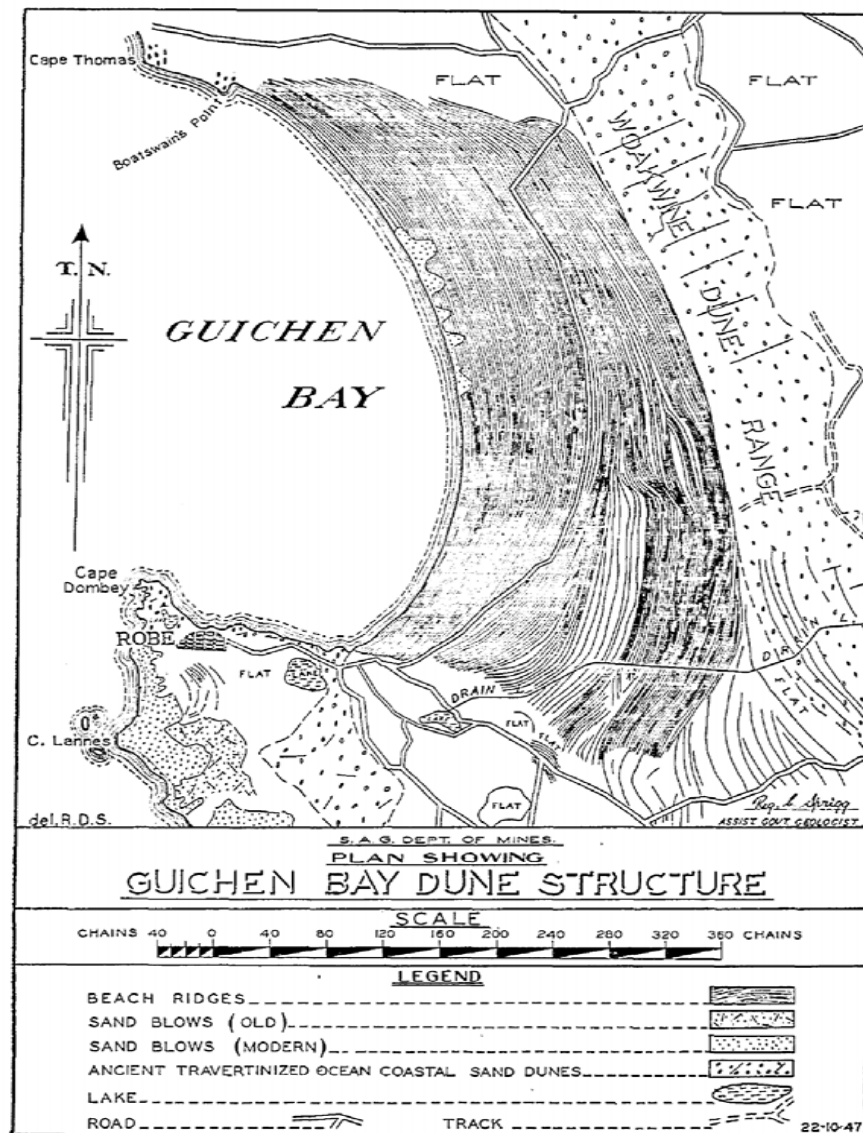 Cape Thomas
Boatswain's Point
FLAT
FLAT
FLAT
WOAKWINE DUNE RANGE
T. N.
GUICHEN
BAY
Cape
Dombey
ROBE
FLAT
LAKE
DRAIN
DRAIN
FLAT
LAKE
FLAT
FLAT
FLAT
C. Lannes
del. R.D.S.
Reg. C. Sprigg
ASSIST GOVT. GEOLOGIST
S.A.G. DEPT. OF MINES.
PLAN SHOWING
GUICHEN BAY DUNE STRUCTURE
SCALE
CHAINS 40 0 40 80 120 160 200 240 280 320 360 CHAINS
LEGEND
BEACH RIDGES
SAND BLOWS (OLD)
SAND BLOWS (MODERN)
ANCIENT TRAVERTINIZED OCEAN COASTAL SAND DUNES
LAKE
ROAD TRACK 22-10-47